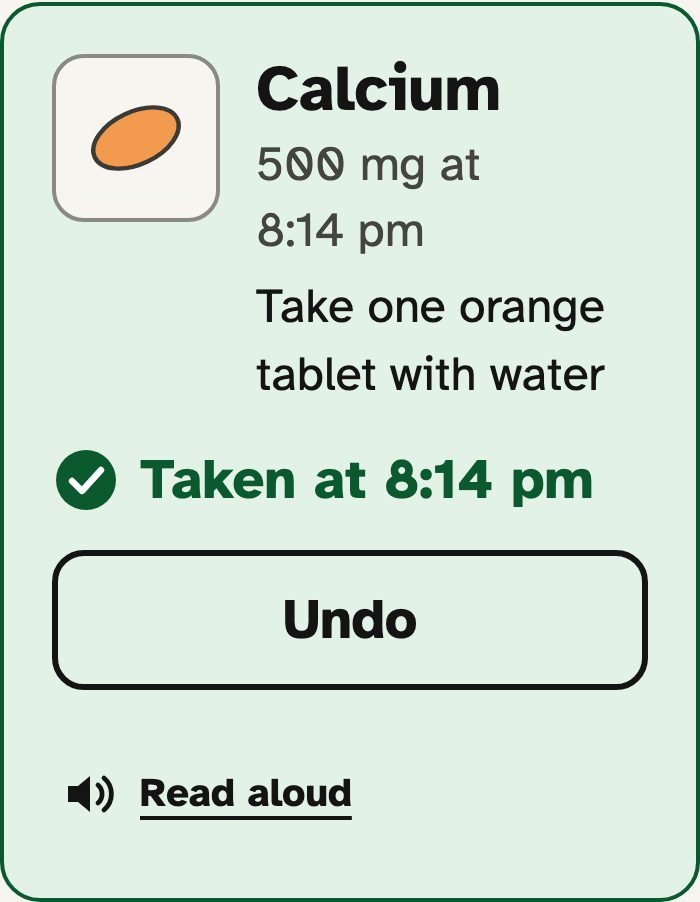 Calcium
500 mg at
8:14 pm
Take one orange
tablet with water
Taken at 8:14 pm
Undo
Read aloud